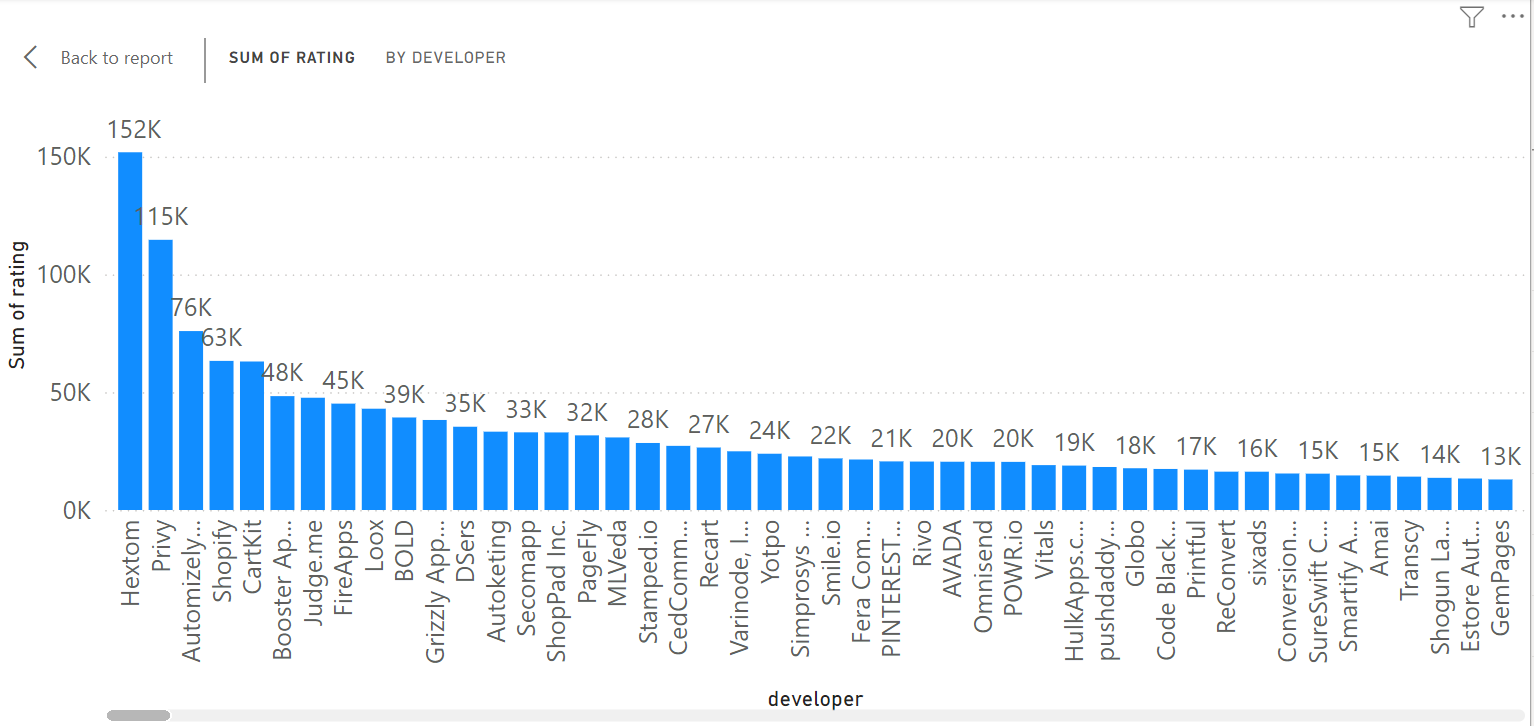 Back to report
SUM OF RATING
BY DEVELOPER
Sum of rating
150K
100K
50K
0K
152K
115K
76K
63K
48K
45K
39K
35K
33K
32K
28K
27K
24K
22K
21K
20K
20K
19K
18K
17K
16K
15K
15K
14K
13K
Hextom
Privy
Automizely...
Shopify
CartKit
Booster Ap...
Judge.me
FireApps
Loox
BOLD
Grizzly App...
DSers
Autoketing
Secomapp
ShopPad Inc.
PageFly
MLVeda
Stamped.io
CedComm...
Recart
Varinode, I...
Yotpo
Simprosys ...
Smile.io
Fera Com...
PINTEREST...
Rivo
AVADA
Omnisend
POWR.io
Vitals
HulkApps.c...
pushdaddy...
Globo
Code Black...
Printful
ReConvert
sixads
Conversion...
SureSwift C...
Smartify A...
Amai
Transcy
Shogun La...
Estore Aut...
GemPages
developer